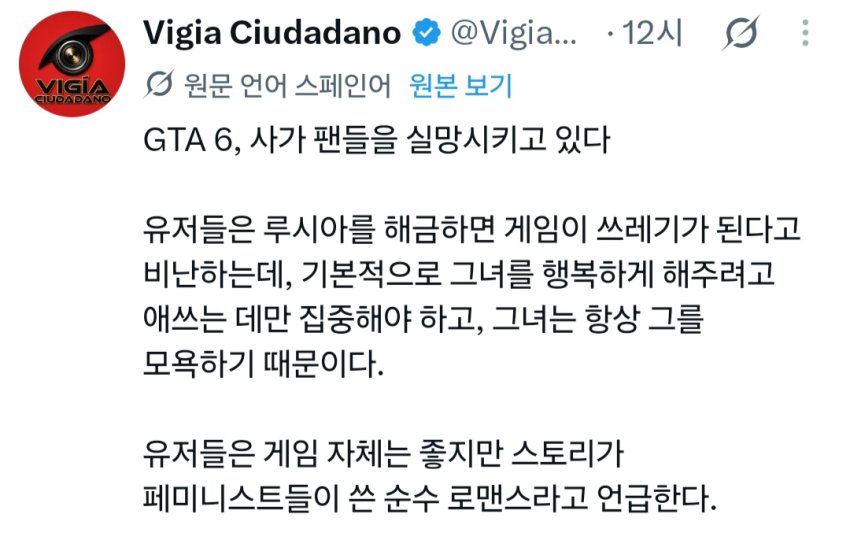 VIGÍA
CIUDADANO
Vigia Ciudadano @Vigia... · 12시
원문 언어 스페인어 원본 보기
GTA 6, 사가 팬들을 실망시키고 있다
유저들은 루시아를 해금하면 게임이 쓰레기가 된다고
비난하는데, 기본적으로 그녀를 행복하게 해주려고
애쓰는 데만 집중해야 하고, 그녀는 항상 그를
모욕하기 때문이다.
유저들은 게임 자체는 좋지만 스토리가
페미니스트들이 쓴 순수 로맨스라고 언급한다.